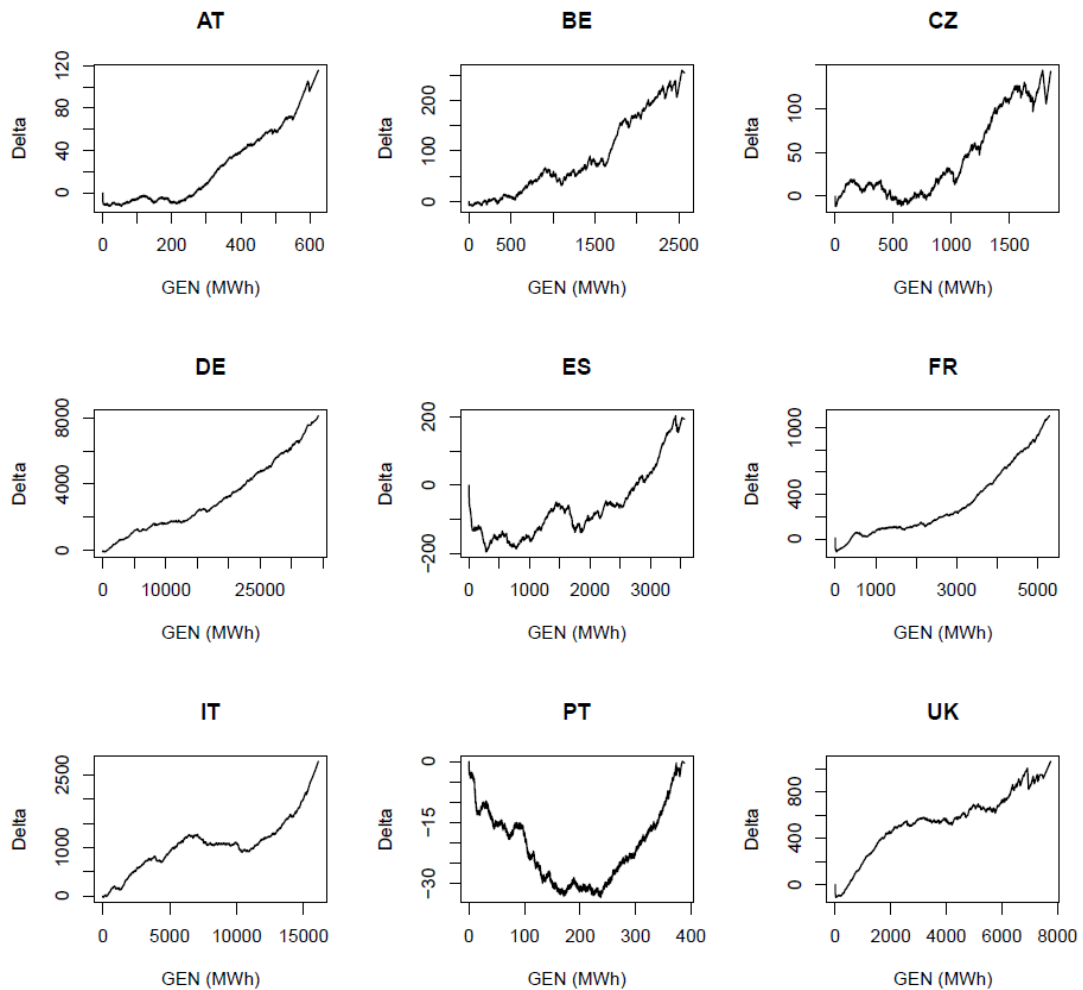 AT
BE
CZ
Delta
120
80
40
0
0
200
400
600
GEN (MWh)
Delta
200
100
0
0
500
1500
2500
GEN (MWh)
Delta
100
50
0
0
500
1000
1500
GEN (MWh)
DE
ES
FR
Delta
8000
4000
0
0
10000
25000
GEN (MWh)
Delta
200
0
−200
0
1000
2000
3000
GEN (MWh)
Delta
1000
400
0
0
1000
3000
5000
GEN (MWh)
IT
PT
UK
Delta
2500
1000
0
0
5000
10000
15000
GEN (MWh)
Delta
0
−15
−30
0
100
200
300
400
GEN (MWh)
Delta
800
400
0
0
2000
4000
6000
8000
GEN (MWh)